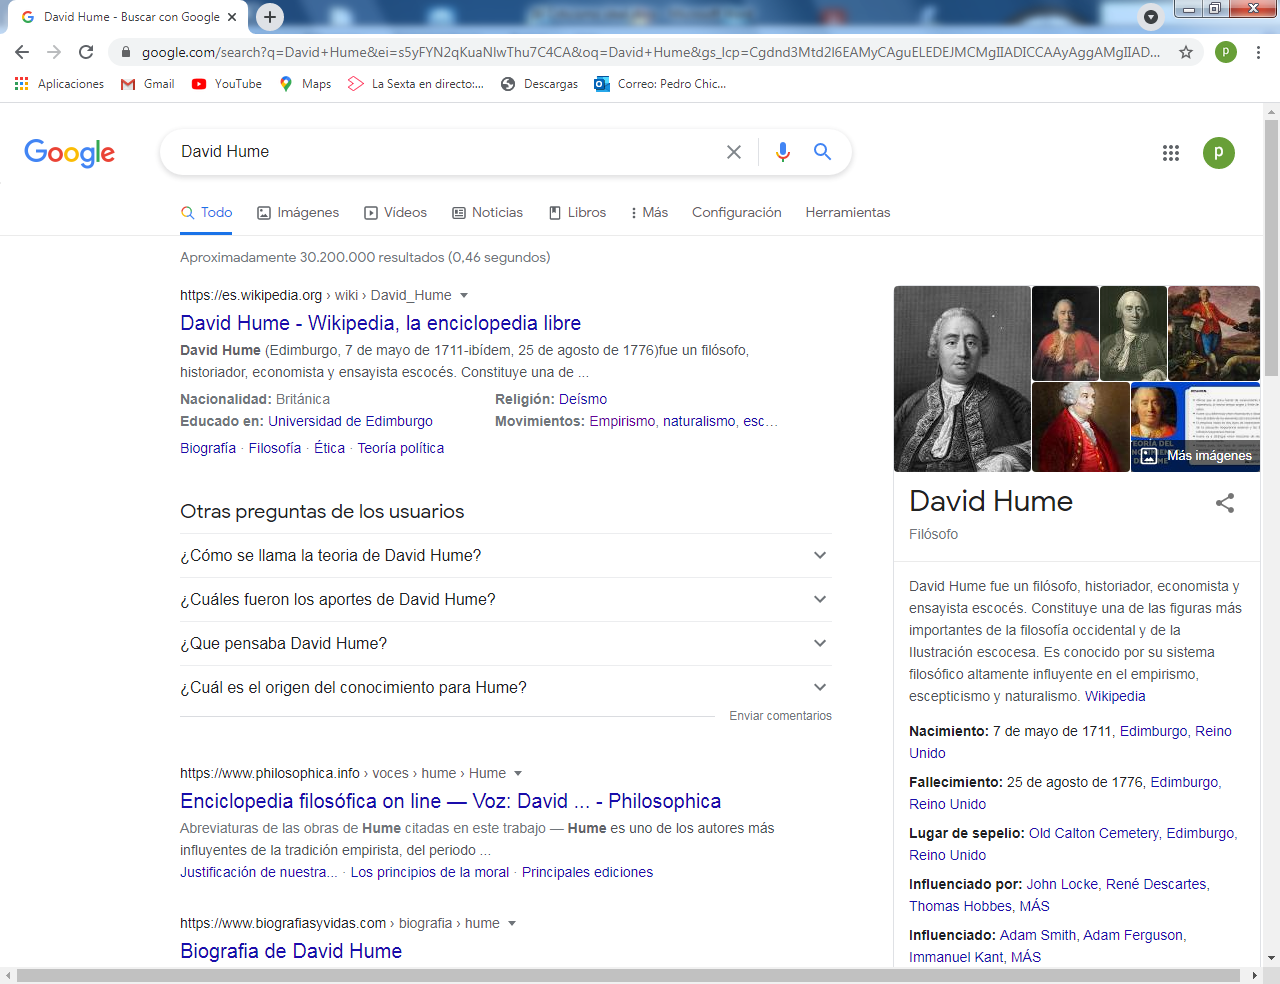 David Hume - Buscar con Google
google.com/search?q=David+Hume&ei=s5yFYN2qKuaNlwThu7C4CA&oq=David+Hume&gs_lcp=Cgdnd3Mtd2l6EAMyCAguELEDEJMCMgIIADICCAAyAggAMgIIAD...
P
Aplicaciones
Gmail
YouTube
Maps
La Sexta en directo:...
Descargas
Correo: Pedro Chic...
Google
David Hume
p
Todo
Imágenes
Vídeos
Noticias
Libros
Más
Configuración
Herramientas
Aproximadamente 30.200.000 resultados (0,46 segundos)
https://es.wikipedia.org › wiki › David_Hume
David Hume - Wikipedia, la enciclopedia libre
David Hume (Edimburgo, 7 de mayo de 1711-ibídem, 25 de agosto de 1776)fue un filósofo,
historiador, economista y ensayista escocés. Constituye una de ...
Nacionalidad: Británica
Religión: Deísmo
Educado en: Universidad de Edimburgo
Movimientos: Empirismo, naturalismo, esc...
Biografía · Filosofía · Ética · Teoría política
Otras preguntas de los usuarios
¿Cómo se llama la teoria de David Hume?
¿Cuáles fueron los aportes de David Hume?
¿Que pensaba David Hume?
¿Cuál es el origen del conocimiento para Hume?
Enviar comentarios
https://www.philosophica.info › voces › hume › Hume
Enciclopedia filosófica on line — Voz: David ... - Philosophica
Abreviaturas de las obras de Hume citadas en este trabajo — Hume es uno de los autores más
influyentes de la tradición empirista, del periodo ...
Justificación de nuestra... · Los principios de la moral · Principales ediciones
https://www.biografiasyvidas.com › biografia › hume
Biografia de David Hume
Más imágenes
David Hume
Filósofo
David Hume fue un filósofo, historiador, economista y
ensayista escocés. Constituye una de las figuras más
importantes de la filosofía occidental y de la
Ilustración escocesa. Es conocido por su sistema
filosófico altamente influyente en el empirismo,
escepticismo y naturalismo. Wikipedia
Nacimiento: 7 de mayo de 1711, Edimburgo, Reino
Unido
Fallecimiento: 25 de agosto de 1776, Edimburgo,
Reino Unido
Lugar de sepelio: Old Calton Cemetery, Edimburgo,
Reino Unido
Influenciado por: John Locke, René Descartes,
Thomas Hobbes, MÁS
Influenciado: Adam Smith, Adam Ferguson,
Immanuel Kant, MÁS